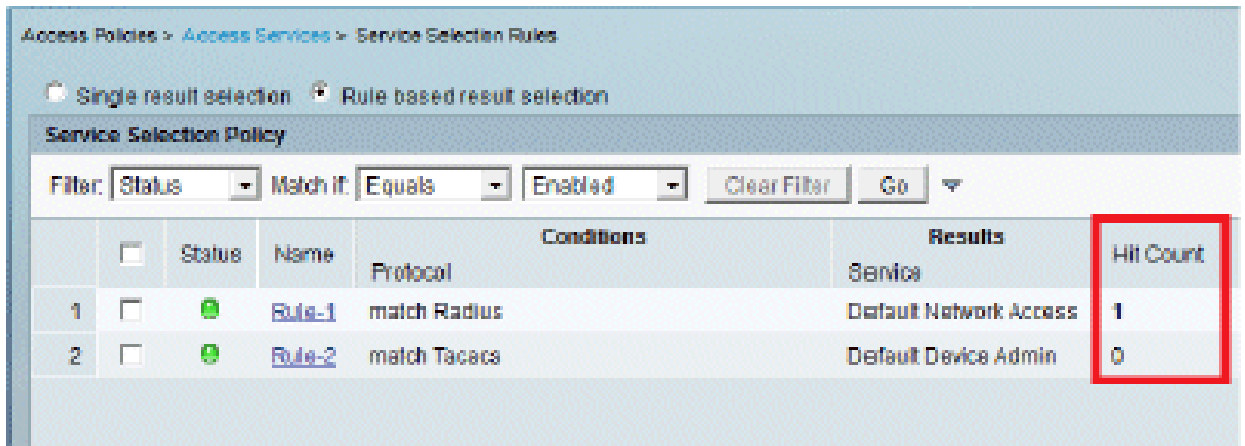 Access Policies > Access Services > Service Selection Rules
Single result selection Rule based result selection
Service Selection Policy
Filter: Status Match if: Equals Enabled Clear Filter Go
Status Name Conditions Results Hit Count
Protocol Service
1 Rule-1 match Radius Default Network Access 1
2 Rule-2 match Tacacs Default Device Admin 0